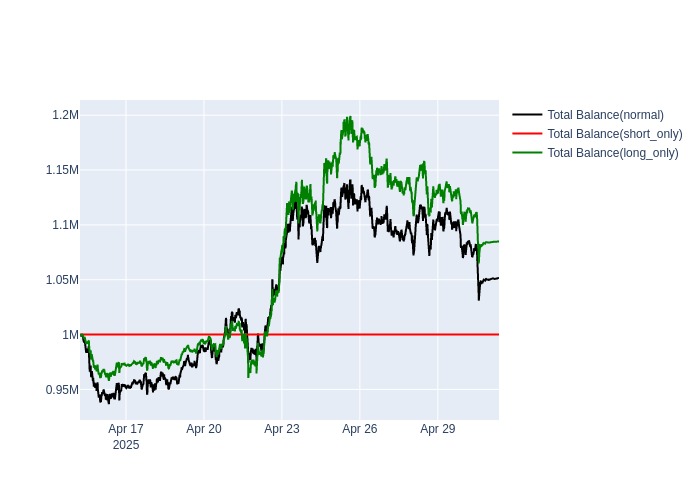 1.2M
1.15M
1.1M
1.05M
1M
0.95M
Apr 17
2025
Apr 20
Apr 23
Apr 26
Apr 29
Total Balance(normal)
Total Balance(short_only)
Total Balance(long_only)